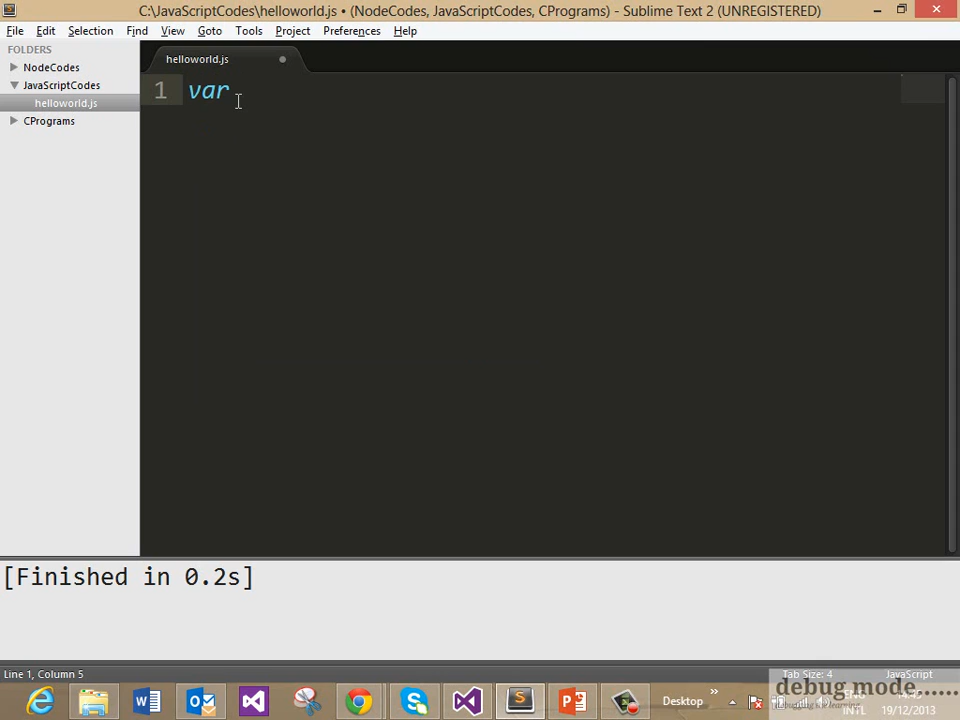 C:\JavaScriptCodes\helloworld.js • (NodeCodes, JavaScriptCodes, CPrograms) - Sublime Text 2 (UNREGISTERED)
File Edit Selection Find View Goto Tools Project Preferences Help
FOLDERS
NodeCodes
JavaScriptCodes
helloworld.js
CPrograms
helloworld.js
1 var
[Finished in 0.2s]
Line 1, Column 5
Tab Size: 4
JavaScript
debug mode......
Desktop
ENG
INTL
19/12/2013